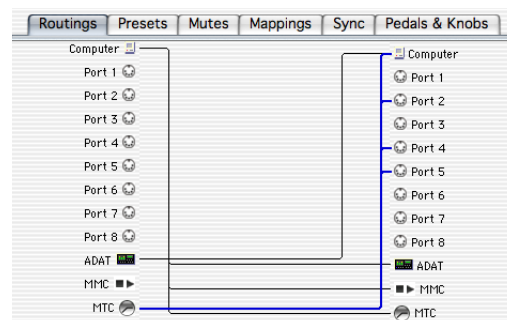 Routings Presets Mutes Mappings Sync Pedals & Knobs
Computer
Port 1
Port 2
Port 3
Port 4
Port 5
Port 6
Port 7
Port 8
ADAT
MMC
MTC
Computer
Port 1
Port 2
Port 3
Port 4
Port 5
Port 6
Port 7
Port 8
ADAT
MMC
MTC